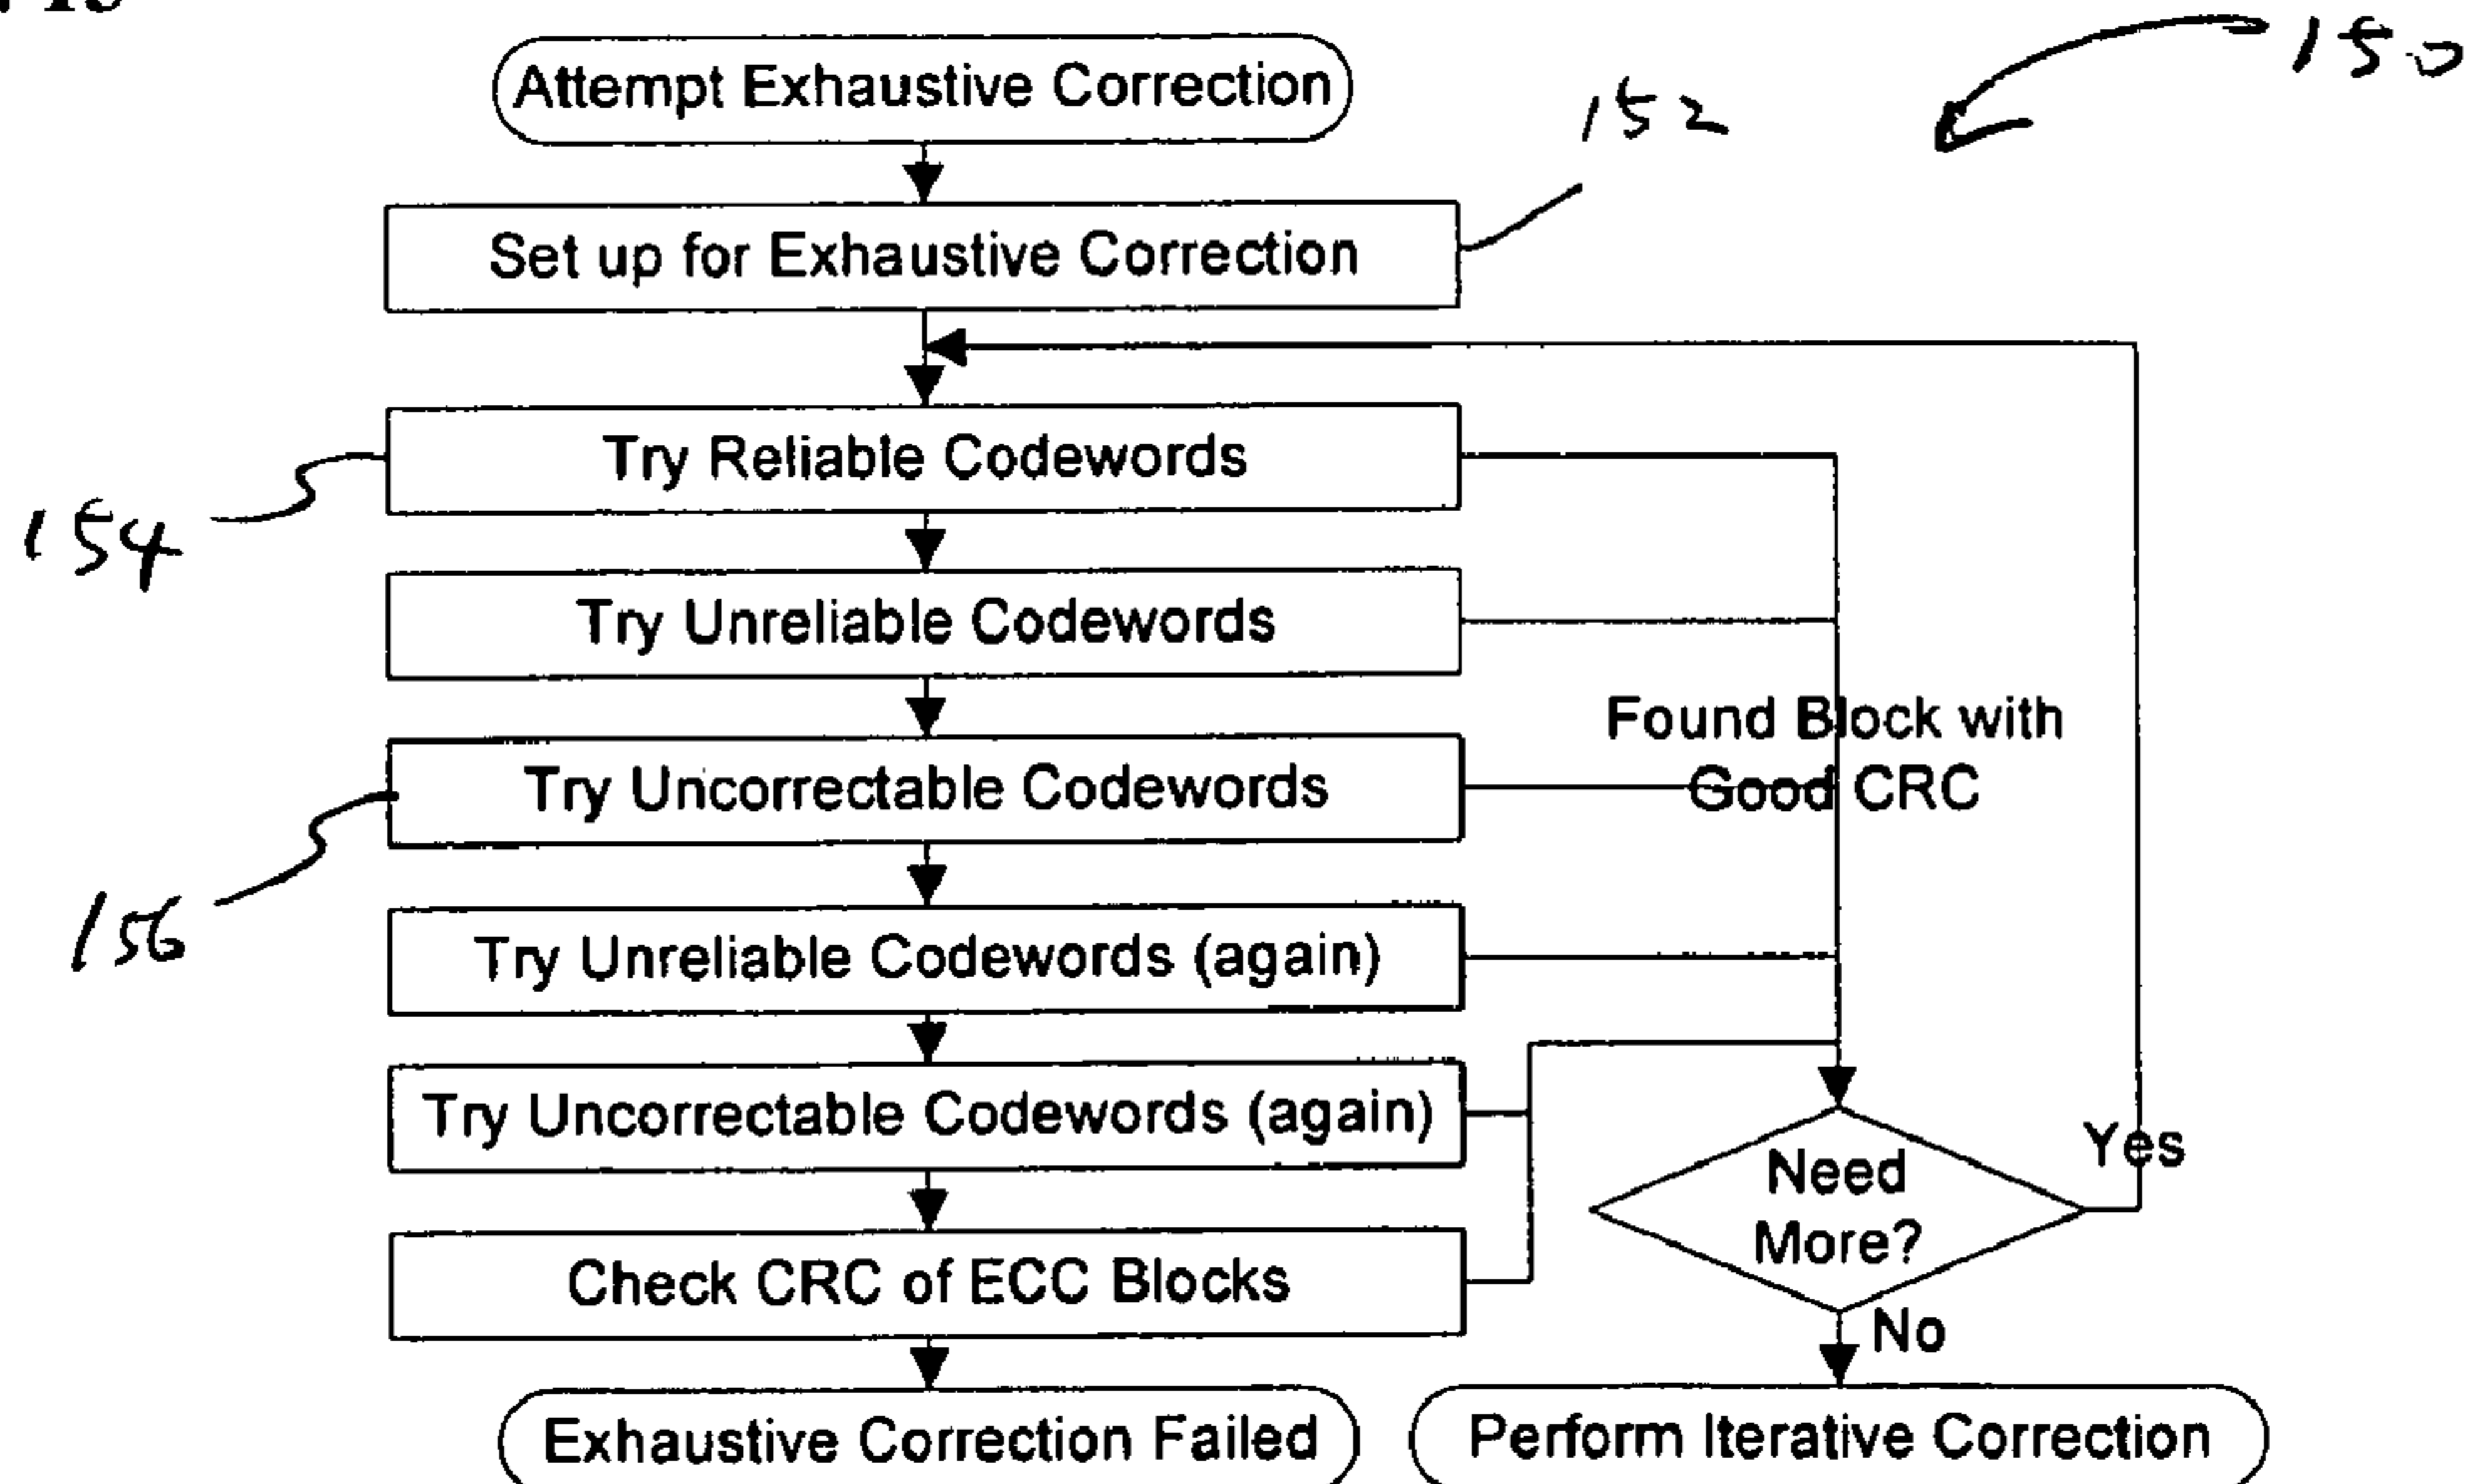 Attempt Exhaustive Correction
150
152
Set up for Exhaustive Correction
Try Reliable Codewords
154
Try Unreliable Codewords
Found Block with
Good CRC
Try Uncorrectable Codewords
156
Try Unreliable Codewords (again)
Try Uncorrectable Codewords (again)
Yes
Need
More?
Check CRC of ECC Blocks
No
Exhaustive Correction Failed
Perform Iterative Correction